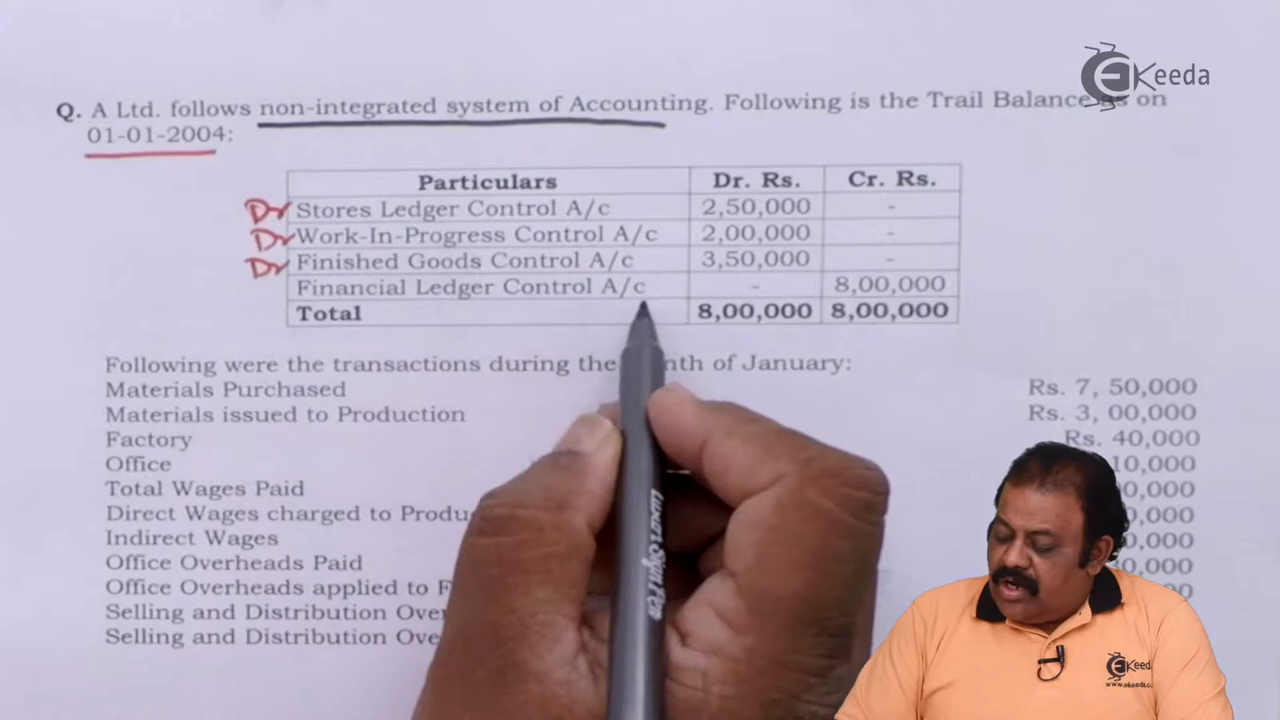 eKeeda
Q. A Ltd. follows non-integrated system of Accounting. Following is the Trail Balance as on
01-01-2004:
Particulars Dr. Rs. Cr. Rs.
Dr Stores Ledger Control A/c 2,50,000 -
Dr Work-In-Progress Control A/c 2,00,000 -
Dr Finished Goods Control A/c 3,50,000 -
Financial Ledger Control A/c - 8,00,000
Total 8,00,000 8,00,000
Following were the transactions during the nth of January:
Materials Purchased Rs. 7, 50,000
Materials issued to Production Rs. 3, 00,000
Factory Rs. 40,000
Office 10,000
Total Wages Paid
Direct Wages charged to Produ
Indirect Wages
Office Overheads Paid
Office Overheads applied to F
Selling and Distribution Over
Selling and Distribution Ove
Luxor Sign Pen
eKeeda